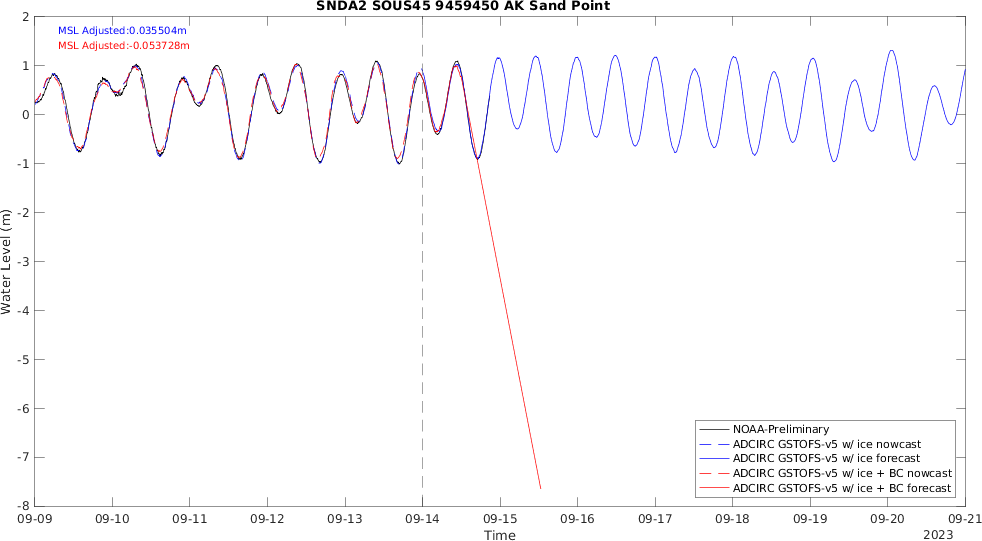 SNDA2 SOUS45 9459450 AK Sand Point
MSL Adjusted:0.035504m
MSL Adjusted:-0.053728m
2
1
0
-1
-2
-3
-4
-5
-6
-7
-8
Water Level (m)
NOAA-Preliminary
ADCIRC GSTOFS-v5 w/ ice nowcast
ADCIRC GSTOFS-v5 w/ ice forecast
ADCIRC GSTOFS-v5 w/ ice + BC nowcast
ADCIRC GSTOFS-v5 w/ ice + BC forecast
09-09 09-10 09-11 09-12 09-13 09-14 09-15 09-16 09-17 09-18 09-19 09-20 09-21
Time
2023